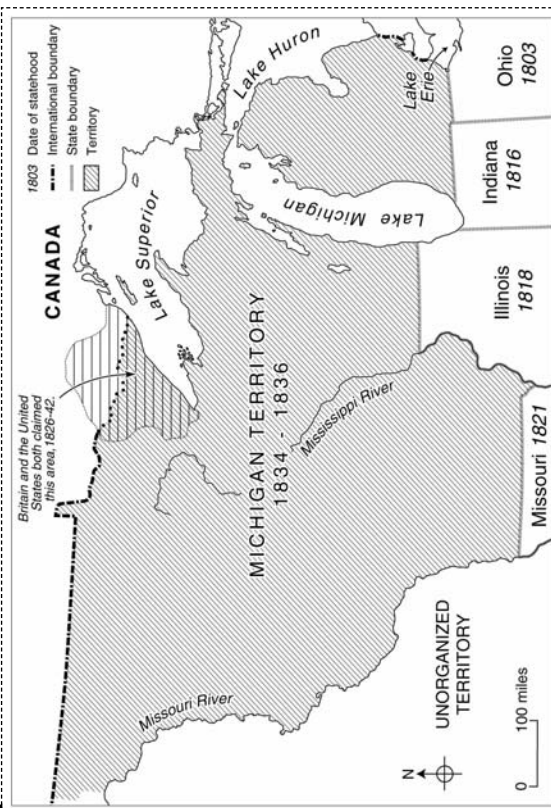 1803 Date of statehood
International boundary
State boundary
Territory
CANADA
Britain and the United
States both claimed
this area, 1826-42.
Lake Superior
Lake Huron
Lake Michigan
Lake
Erie
MICHIGAN TERRITORY
1834 - 1836
Mississippi River
Missouri River
Ohio
1803
Indiana
1816
Illinois
1818
Missouri 1821
UNORGANIZED
TERRITORY
N
0 100 miles